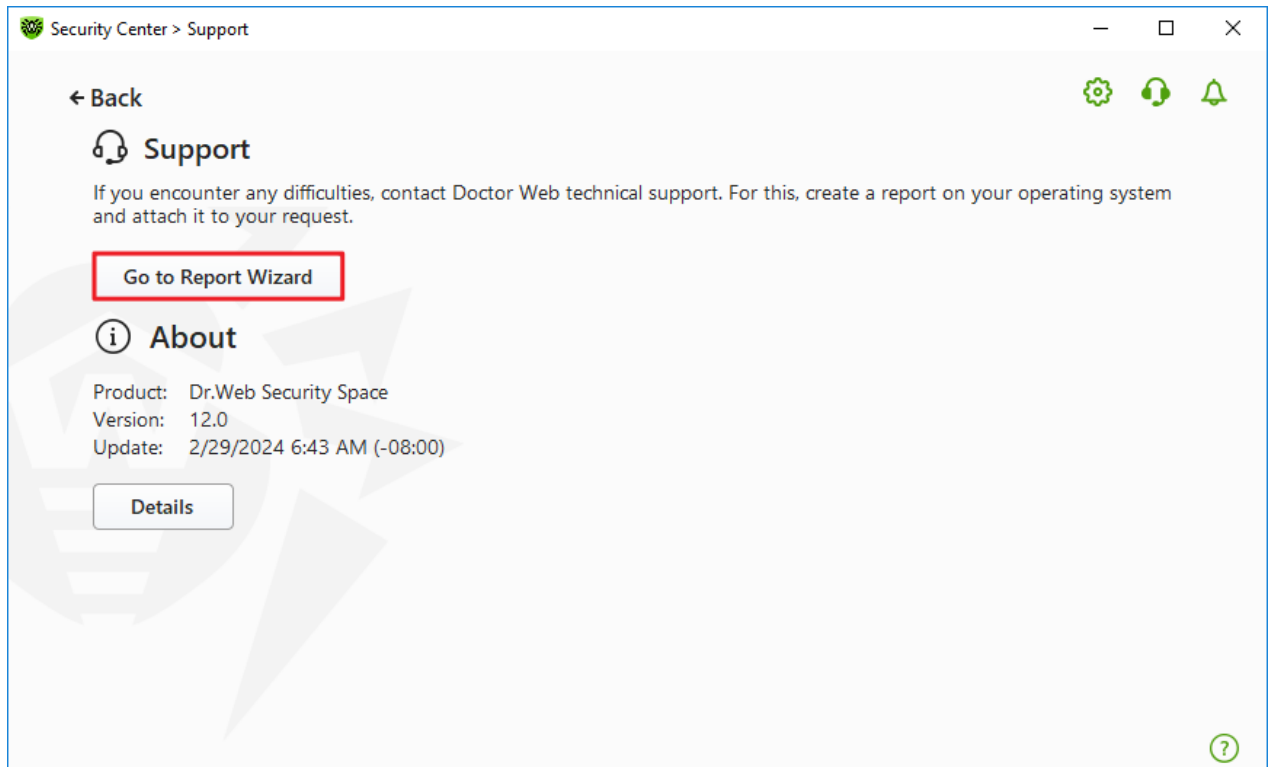 Security Center > Support
Back
Support
If you encounter any difficulties, contact Doctor Web technical support. For this, create a report on your operating system
and attach it to your request.
Go to Report Wizard
About
Product: Dr.Web Security Space
Version: 12.0
Update: 2/29/2024 6:43 AM (-08:00)
Details